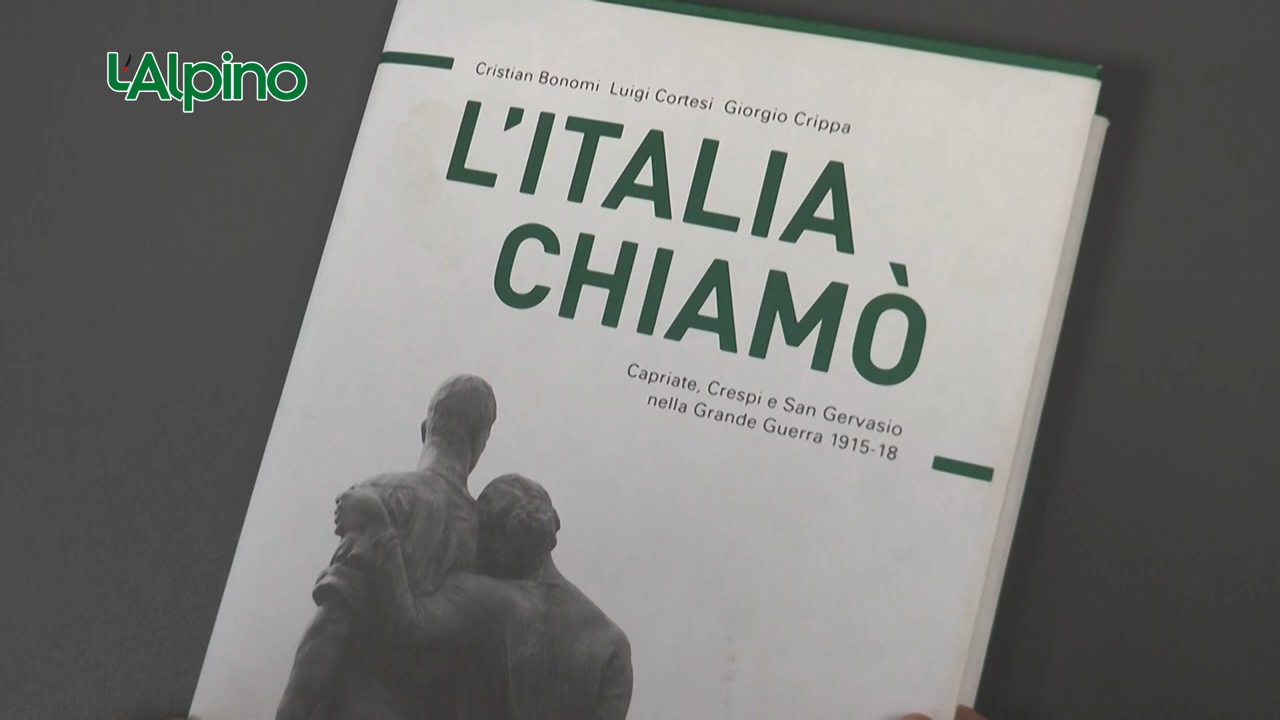 L'Alpino
Cristian Bonomi Luigi Cortesi Giorgio Crippa
L'ITALIA
CHIAMÒ
Capriate, Crespi e San Gervasio
nella Grande Guerra 1915-18